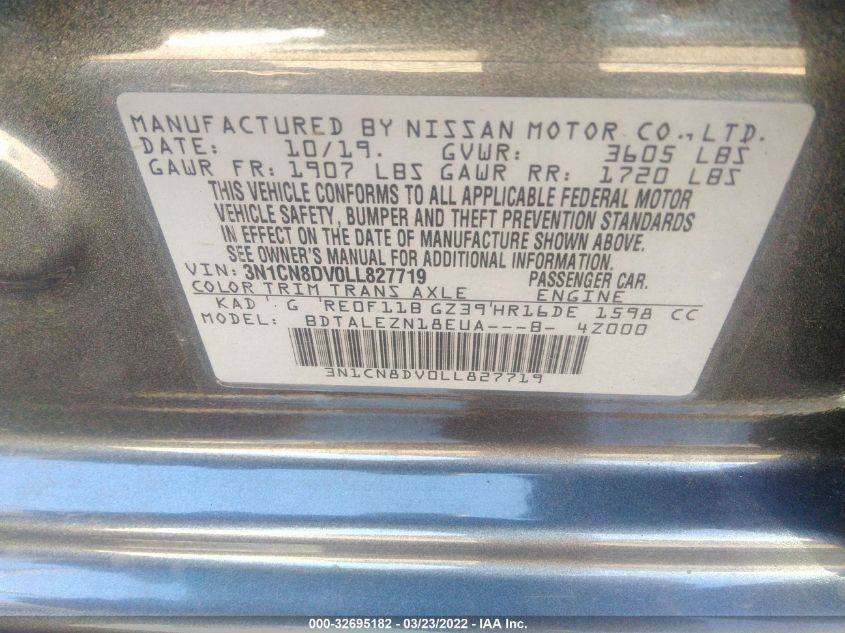 MANUFACTURED BY NISSAN MOTOR CO., LTD.
DATE: 10/19. GVWR: 3605 LBS
GAWR FR: 1907 LBS GAWR RR: 1720 LBS
THIS VEHICLE CONFORMS TO ALL APPLICABLE FEDERAL MOTOR
VEHICLE SAFETY, BUMPER AND THEFT PREVENTION STANDARDS
IN EFFECT ON THE DATE OF MANUFACTURE SHOWN ABOVE.
SEE OWNER'S MANUAL FOR ADDITIONAL INFORMATION.
VIN: 3N1CN8DV0LL827719 PASSENGER CAR.
COLOR TRIM TRANS AXLE ENGINE
KAD ' G 'RE0F11B GZ39'HR16DE 1598 CC
MODEL: BDTALEZN18EUA---B- 4Z000
3N1CN8DV0LL827719
000-32695182 - 03/23/2022 - IAA Inc.